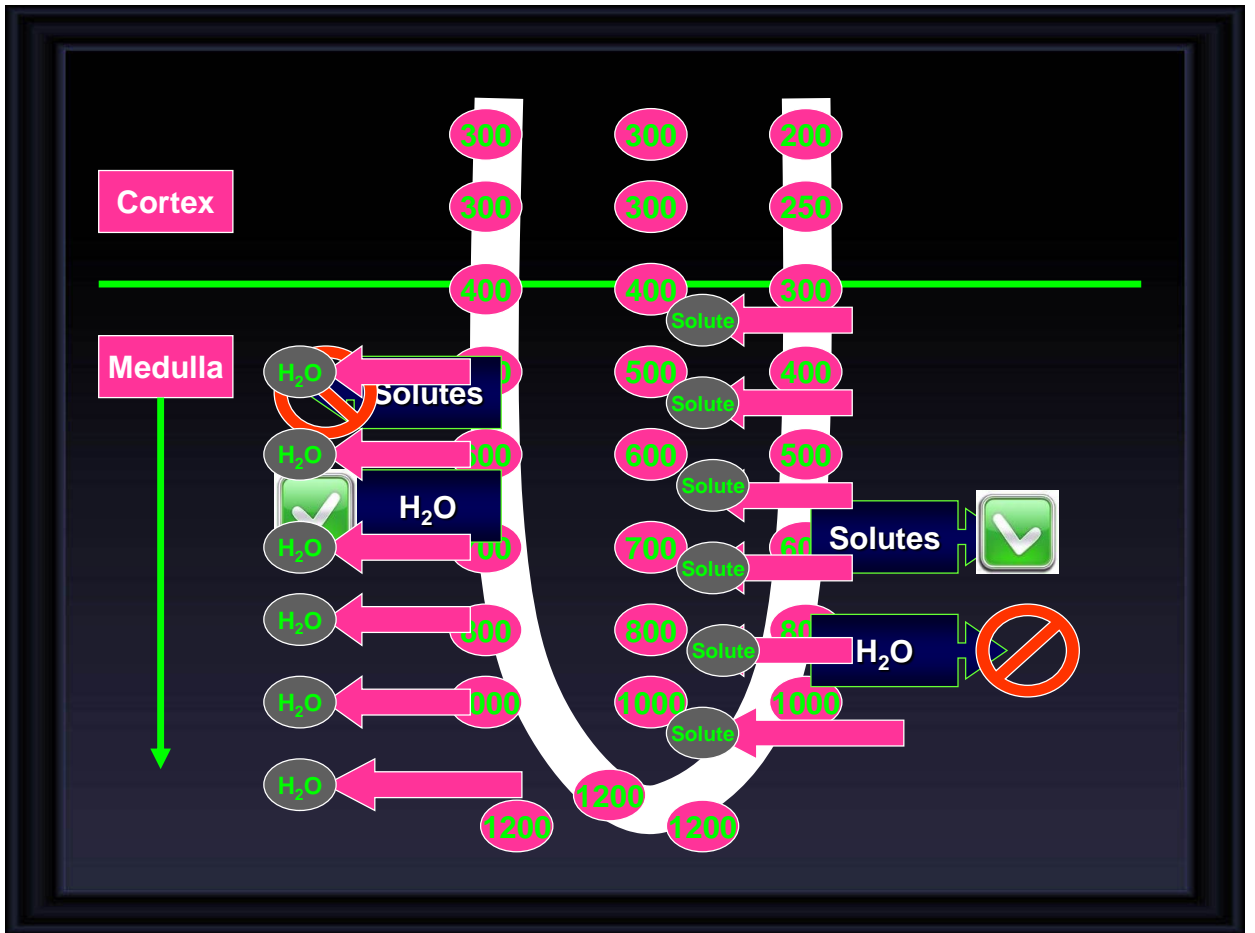 300 300 200
Cortex 300 300 250
400 400 300
Solute
Medulla H₂O 500 400
Solutes Solute
H₂O 600 500
Solute
H₂O
Solutes
H₂O 700
Solute
H₂O 800
Solute H₂O
H₂O 1000 1000
Solute
H₂O 1200
1200 1200